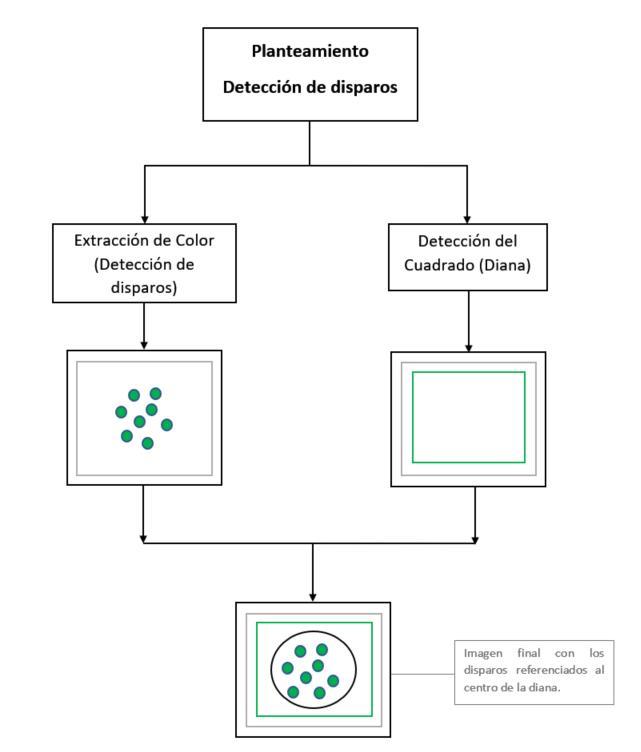 Planteamiento
Detección de disparos
Extracción de Color
(Detección de
disparos)
Detección del
Cuadrado (Diana)
Imagen final con los
disparos referenciados al
centro de la diana.